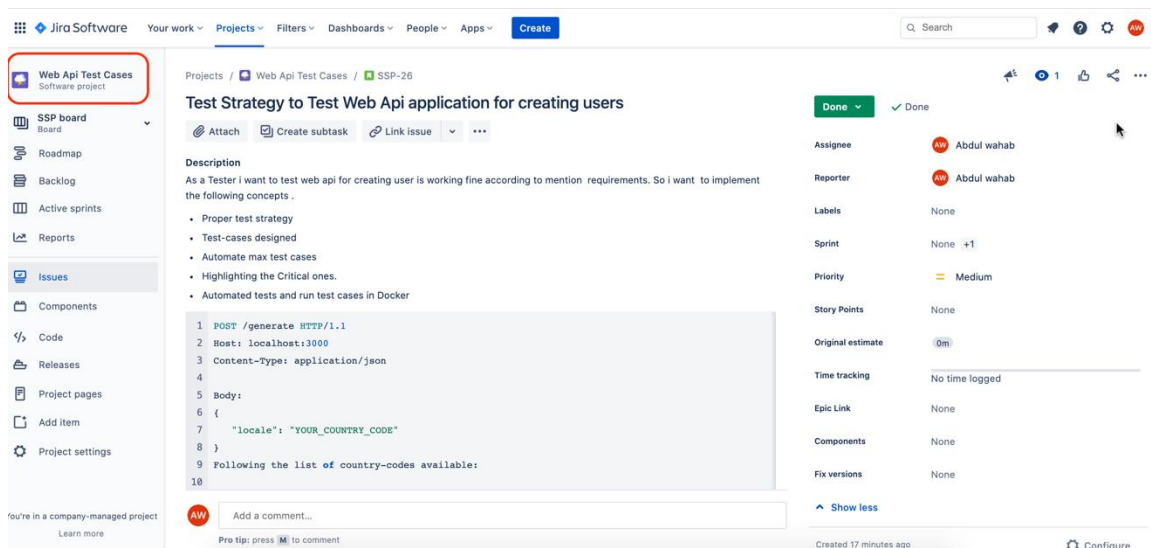 Jira Software Your work Projects Filters Dashboards People Apps Create Search AW
Web Api Test Cases
Software project
SSP board
Board
Roadmap
Backlog
Active sprints
Reports
Issues
Components
Code
Releases
Project pages
Add item
Project settings
You're in a company-managed project
Learn more
Projects / Web Api Test Cases / SSP-26
Test Strategy to Test Web Api application for creating users
Attach Create subtask Link issue
Description
As a Tester i want to test web api for creating user is working fine according to mention requirements. So i want to implement
the following concepts .
• Proper test strategy
• Test-cases designed
• Automate max test cases
• Highlighting the Critical ones.
• Automated tests and run test cases in Docker
1 POST /generate HTTP/1.1
2 Host: localhost:3000
3 Content-Type: application/json
4
5 Body:
6 {
7 "locale": "YOUR_COUNTRY_CODE"
8 }
9 Following the list of country-codes available:
10
AW Add a comment...
Pro tip: press M to comment
1
Done Done
Assignee AW Abdul wahab
Reporter AW Abdul wahab
Labels None
Sprint None +1
Priority Medium
Story Points None
Original estimate 0m
Time tracking No time logged
Epic Link None
Components None
Fix versions None
Show less
Created 17 minutes ago Configure